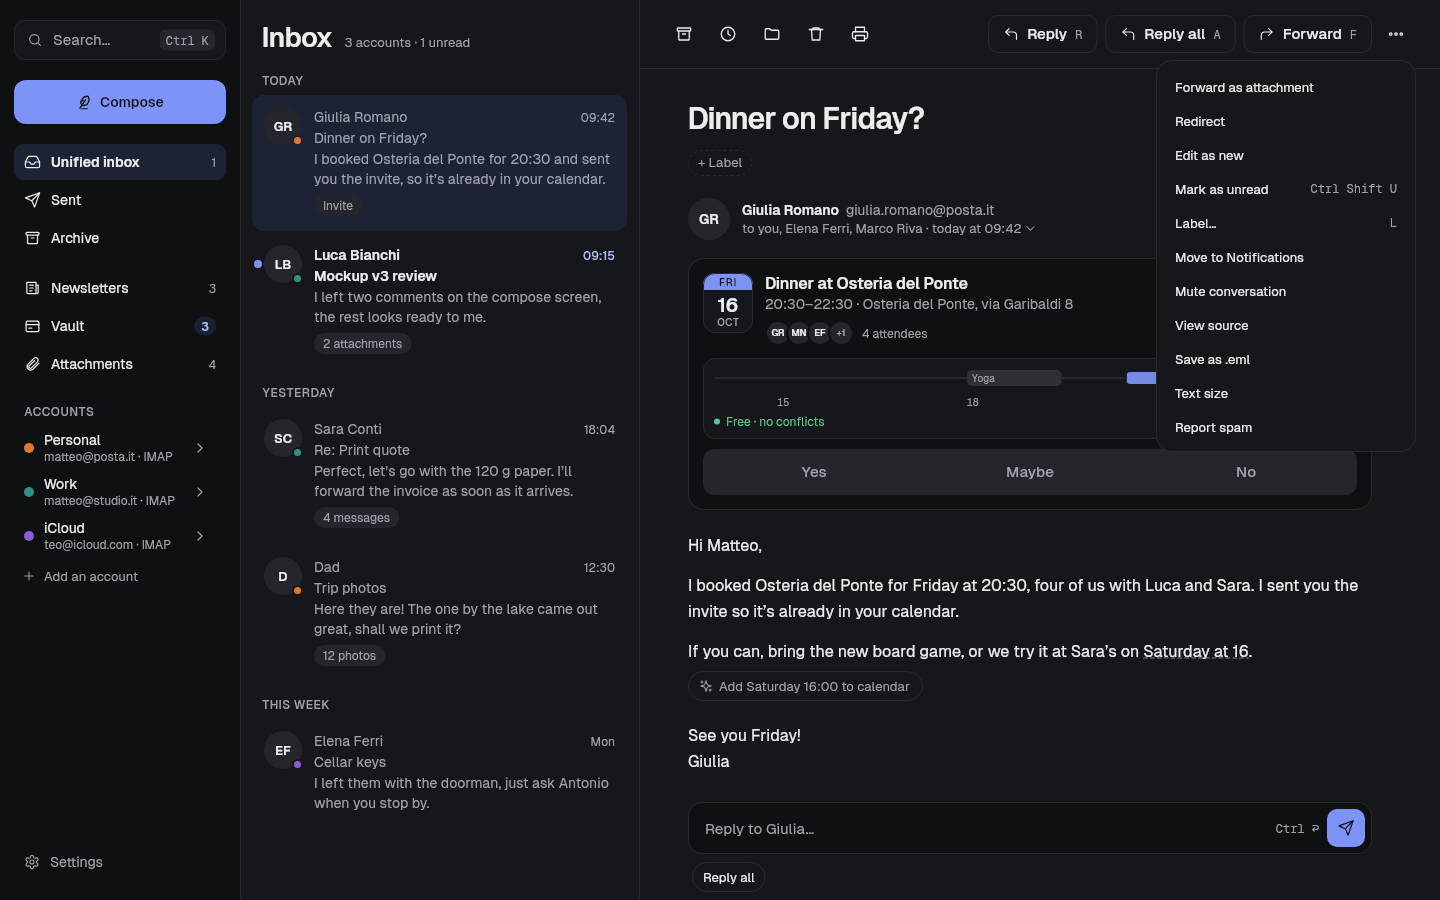 Search...
Ctrl K
Compose
Unified inbox 1
Sent
Archive
Newsletters 3
Vault 3
Attachments 4
ACCOUNTS
Personal
matteo@posta.it · IMAP
Work
matteo@studio.it · IMAP
iCloud
teo@icloud.com · IMAP
Add an account
Settings
Inbox 3 accounts · 1 unread
TODAY
GR
Giulia Romano 09:42
Dinner on Friday?
I booked Osteria del Ponte for 20:30 and sent
you the invite, so it's already in your calendar.
Invite
LB
Luca Bianchi 09:15
Mockup v3 review
I left two comments on the compose screen,
the rest looks ready to me.
2 attachments
YESTERDAY
SC
Sara Conti 18:04
Re: Print quote
Perfect, let's go with the 120 g paper. I'll
forward the invoice as soon as it arrives.
4 messages
D
Dad 12:30
Trip photos
Here they are! The one by the lake came out
great, shall we print it?
12 photos
THIS WEEK
EF
Elena Ferri Mon
Cellar keys
I left them with the doorman, just ask Antonio
when you stop by.
Reply R
Reply all A
Forward F
Forward as attachment
Redirect
Edit as new
Mark as unread Ctrl Shift U
Label... L
Move to Notifications
Mute conversation
View source
Save as .eml
Text size
Report spam
Dinner on Friday?
+ Label
GR
Giulia Romano giulia.romano@posta.it
to you, Elena Ferri, Marco Riva · today at 09:42
FRI
16
OCT
Dinner at Osteria del Ponte
20:30–22:30 · Osteria del Ponte, via Garibaldi 8
GR MN EF +1 4 attendees
Yoga
15 18
Free · no conflicts
Yes Maybe No
Hi Matteo,
I booked Osteria del Ponte for Friday at 20:30, four of us with Luca and Sara. I sent you the
invite so it's already in your calendar.
If you can, bring the new board game, or we try it at Sara's on Saturday at 16.
Add Saturday 16:00 to calendar
See you Friday!
Giulia
Reply to Giulia...
Ctrl
Reply all